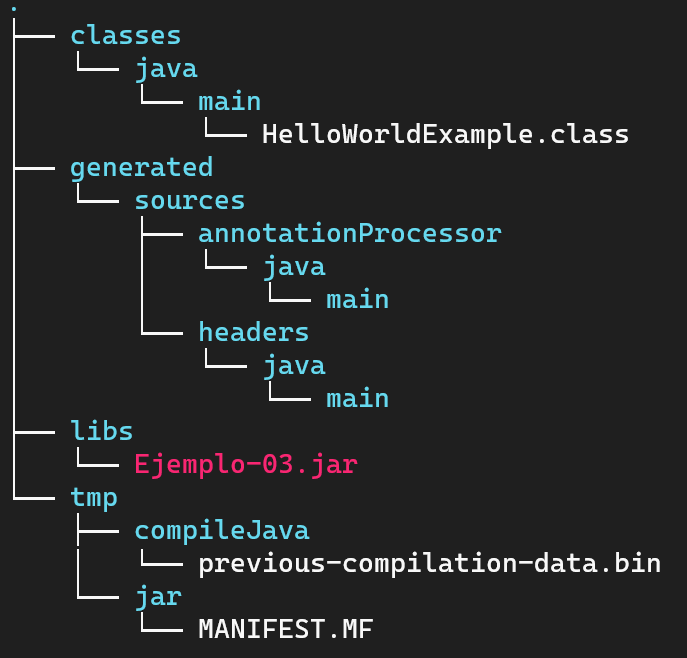 .
classes
java
main
HelloWorldExample.class
generated
sources
annotationProcessor
java
main
headers
java
main
libs
Ejemplo-03.jar
tmp
compileJava
previous-compilation-data.bin
jar
MANIFEST.MF